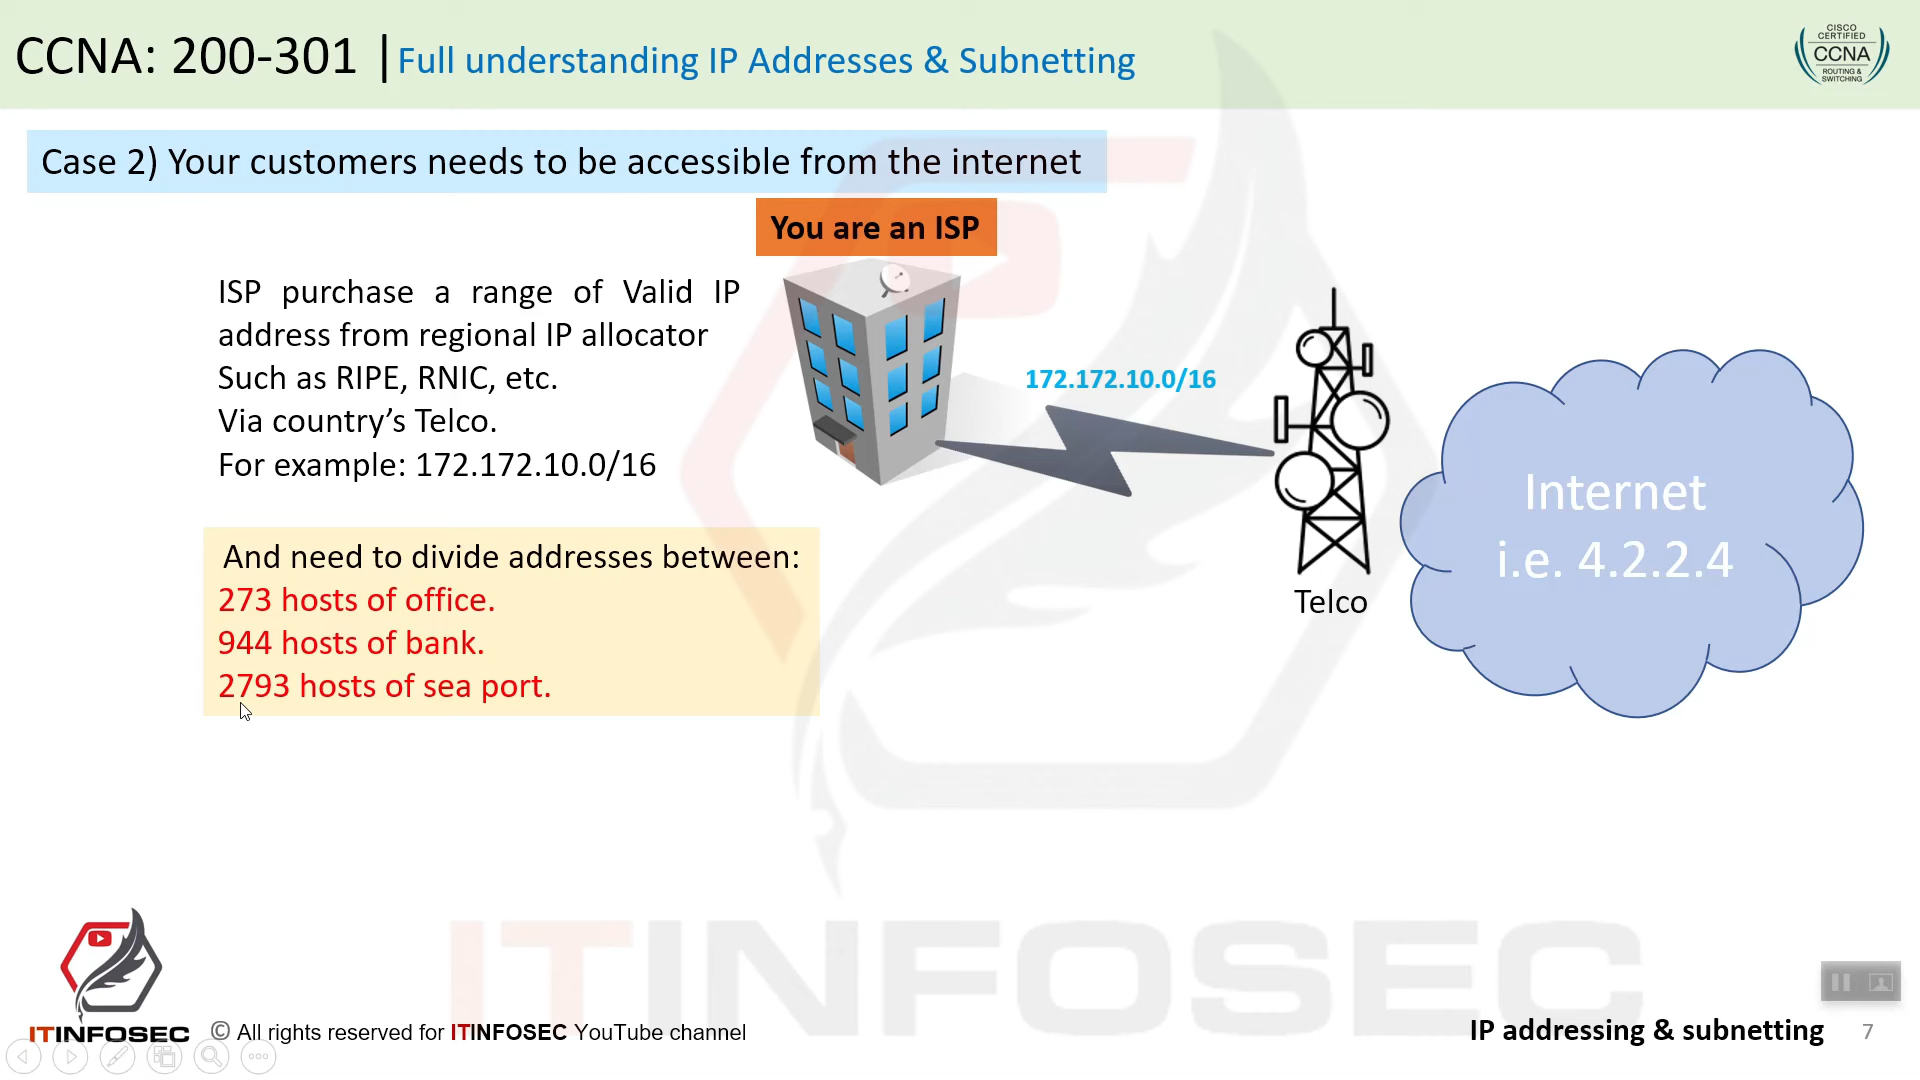 CCNA: 200-301 | Full understanding IP Addresses & Subnetting
CISCO
CERTIFIED
CCNA
ROUTING &
SWITCHING
Case 2) Your customers needs to be accessible from the internet
You are an ISP
ISP purchase a range of Valid IP
address from regional IP allocator
Such as RIPE, RNIC, etc.
Via country's Telco.
For example: 172.172.10.0/16
172.172.10.0/16
Internet
i.e. 4.2.2.4
Telco
And need to divide addresses between:
273 hosts of office.
944 hosts of bank.
2793 hosts of sea port.
ITINFOSEC
ITINFOSEC
© All rights reserved for ITINFOSEC YouTube channel
IP addressing & subnetting 7